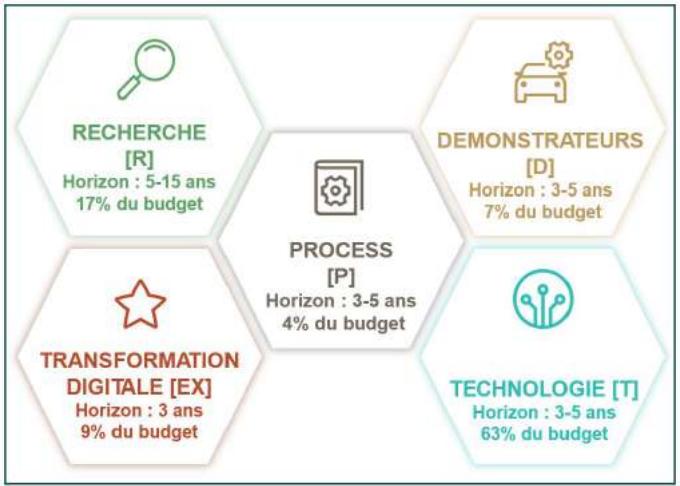 RECHERCHE
[R]
Horizon : 5-15 ans
17% du budget
DEMONSTRATEURS
[D]
Horizon : 3-5 ans
7% du budget
PROCESS
[P]
Horizon : 3-5 ans
4% du budget
TRANSFORMATION
DIGITALE [EX]
Horizon : 3 ans
9% du budget
TECHNOLOGIE [T]
Horizon : 3-5 ans
63% du budget